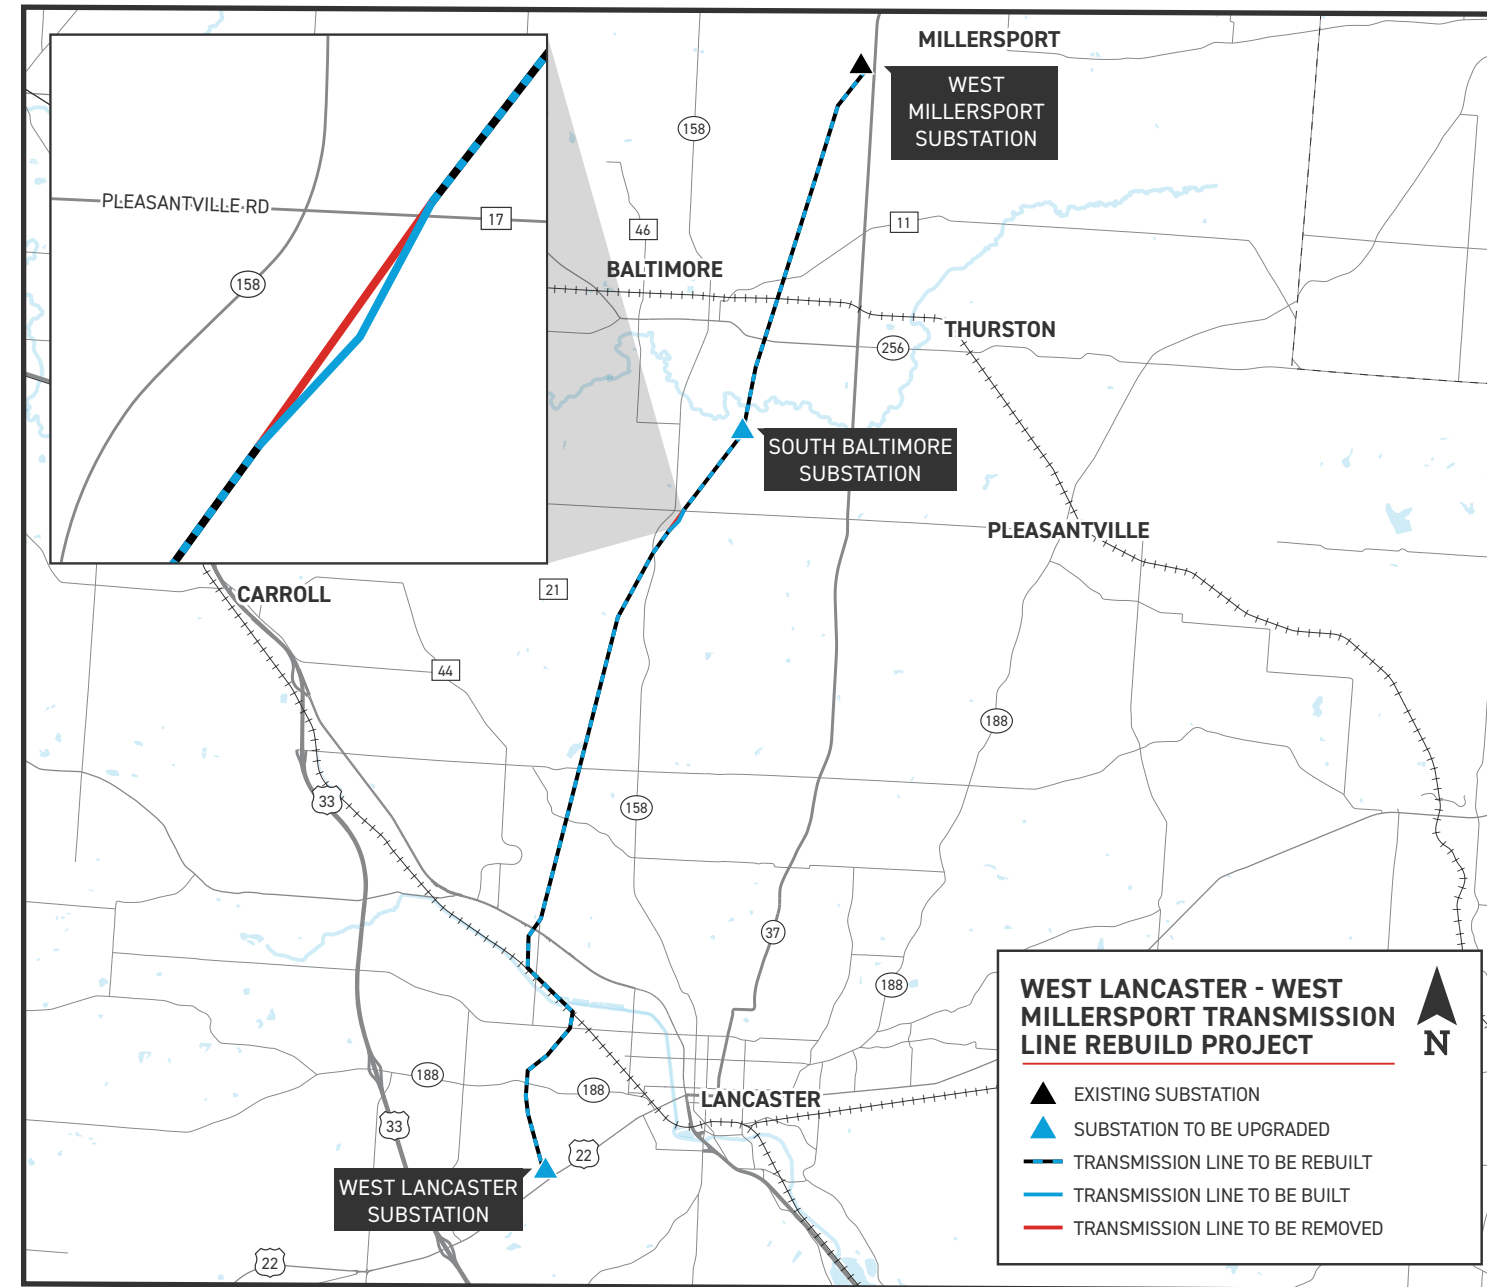 MILLERSPORT
WEST
MILLERSPORT
SUBSTATION
158
PLEASANTVILLE RD
17
46
11
BALTIMORE
158
THURSTON
256
SOUTH BALTIMORE
SUBSTATION
PLEASANTVILLE
21
CARROLL
44
188
33
158
37
188
WEST LANCASTER - WEST
MILLERSPORT TRANSMISSION
LINE REBUILD PROJECT
N
188
188
LANCASTER
EXISTING SUBSTATION
33
SUBSTATION TO BE UPGRADED
22
TRANSMISSION LINE TO BE REBUILT
WEST LANCASTER
SUBSTATION
TRANSMISSION LINE TO BE BUILT
TRANSMISSION LINE TO BE REMOVED
22